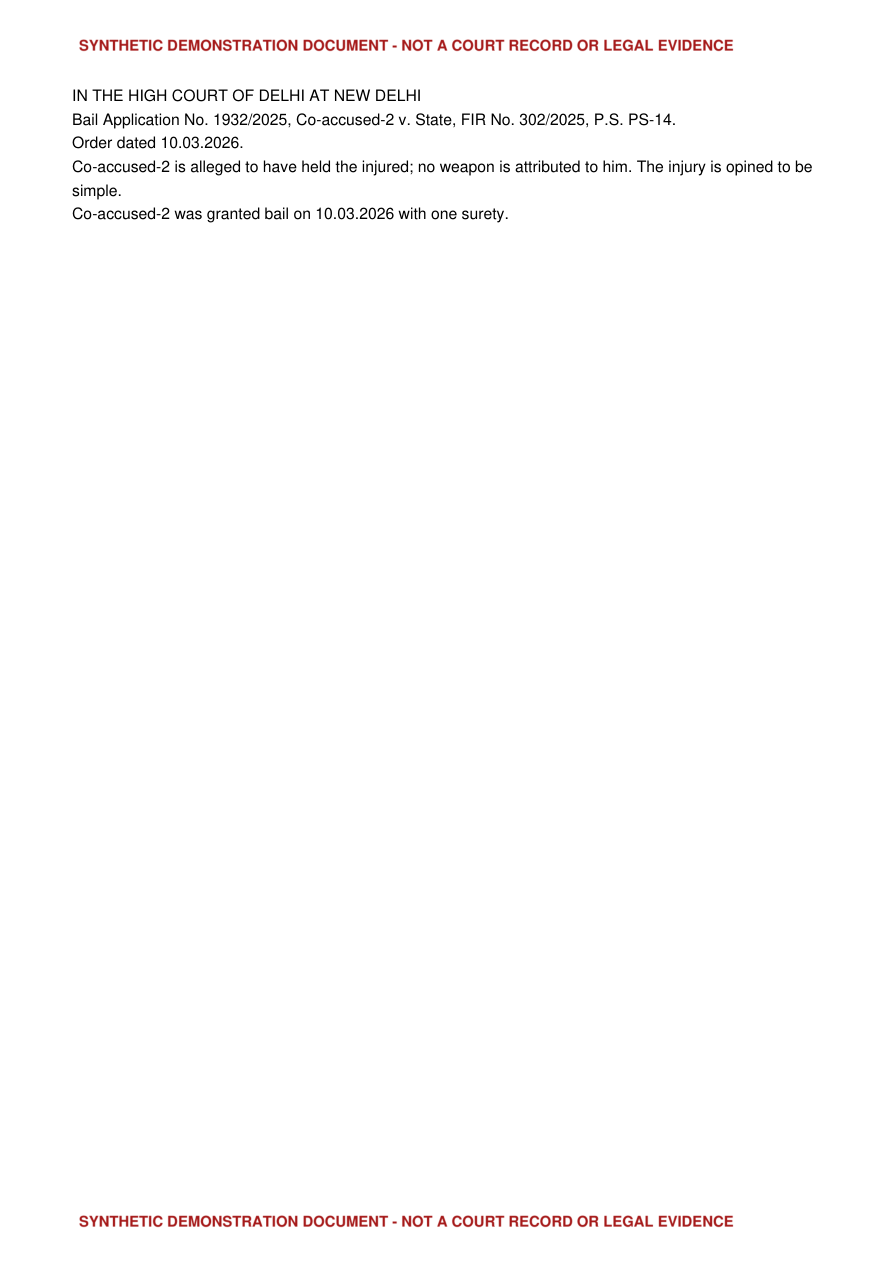 SYNTHETIC DEMONSTRATION DOCUMENT - NOT A COURT RECORD OR LEGAL EVIDENCE
IN THE HIGH COURT OF DELHI AT NEW DELHI
Bail Application No. 1932/2025, Co-accused-2 v. State, FIR No. 302/2025, P.S. PS-14.
Order dated 10.03.2026.
Co-accused-2 is alleged to have held the injured; no weapon is attributed to him. The injury is opined to be
simple.
Co-accused-2 was granted bail on 10.03.2026 with one surety.
SYNTHETIC DEMONSTRATION DOCUMENT - NOT A COURT RECORD OR LEGAL EVIDENCE